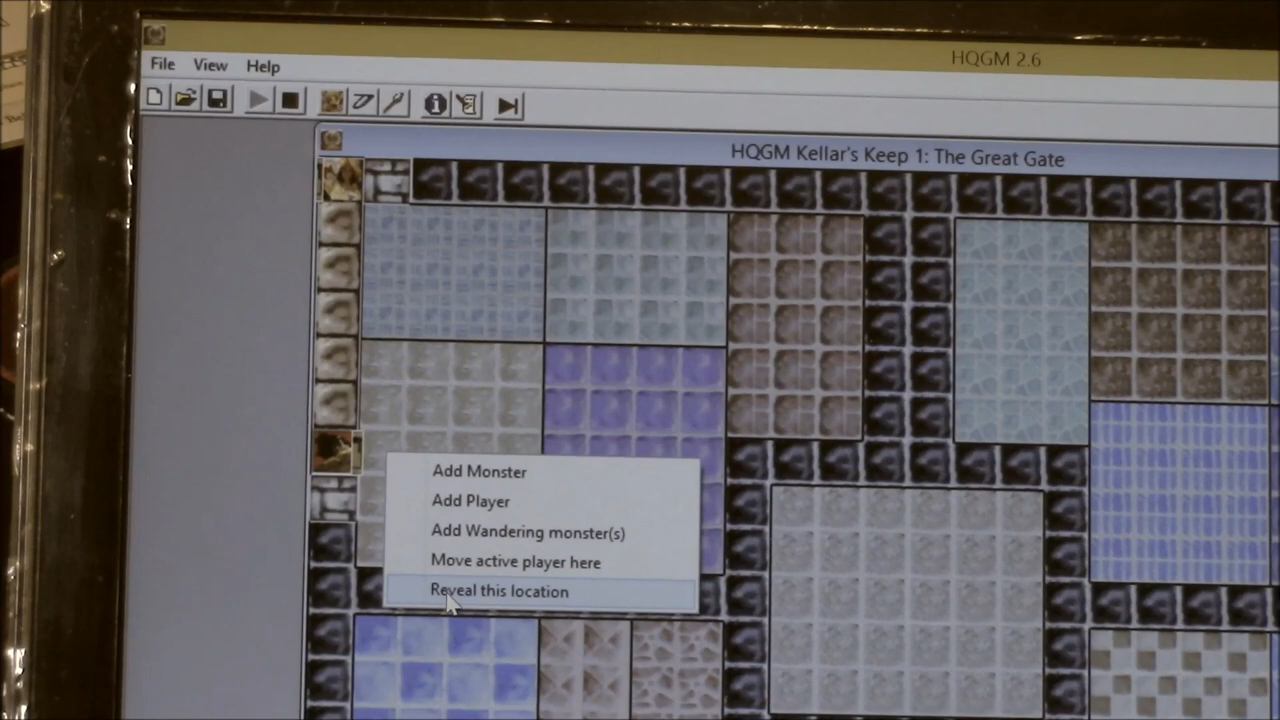 HQGM 2.6
File View Help
HQGM Kellar's Keep 1: The Great Gate
Add Monster
Add Player
Add Wandering monster(s)
Move active player here
Reveal this location